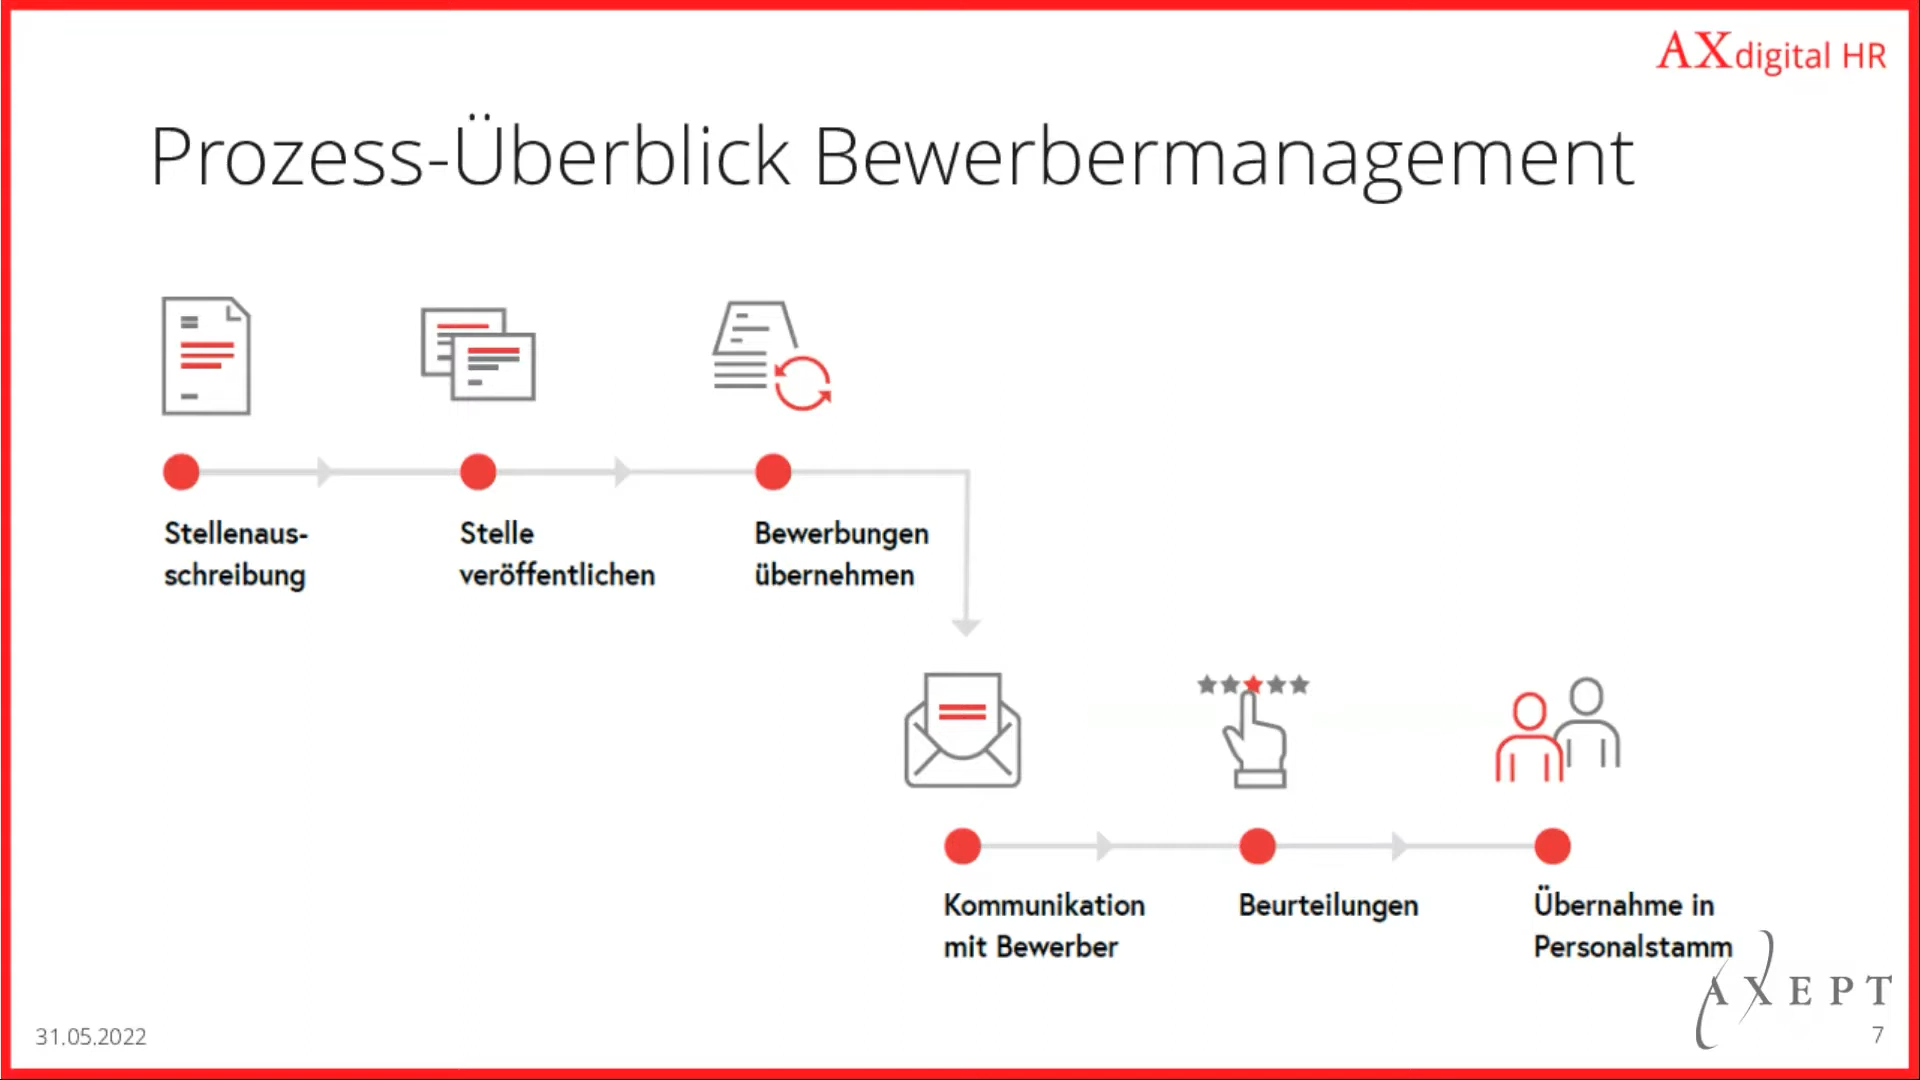 AXdigital HR
Prozess-Überblick Bewerbermanagement
Stellenaus-
schreibung
Stelle
veröffentlichen
Bewerbungen
übernehmen
Kommunikation
mit Bewerber
Beurteilungen
Übernahme in
Personalstamm
AXEPT
31.05.2022
7